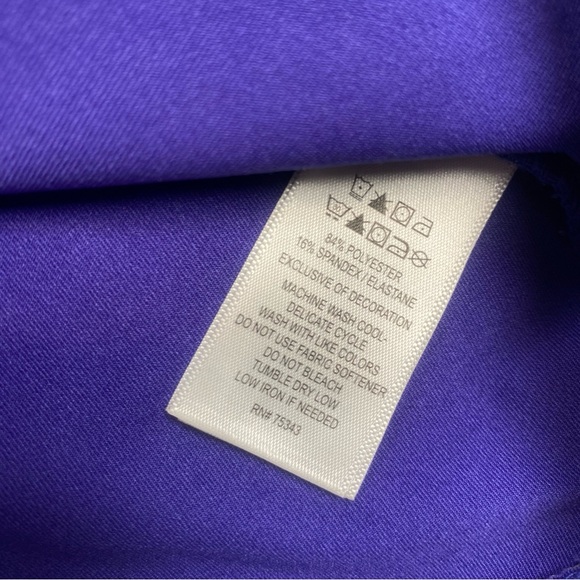 84% POLYESTER
16% SPANDEX / ELASTANE
EXCLUSIVE OF DECORATION
MACHINE WASH COOL-
DELICATE CYCLE
WASH WITH LIKE COLORS
DO NOT USE FABRIC SOFTENER
DO NOT BLEACH
TUMBLE DRY LOW
LOW IRON IF NEEDED
RN# 75343